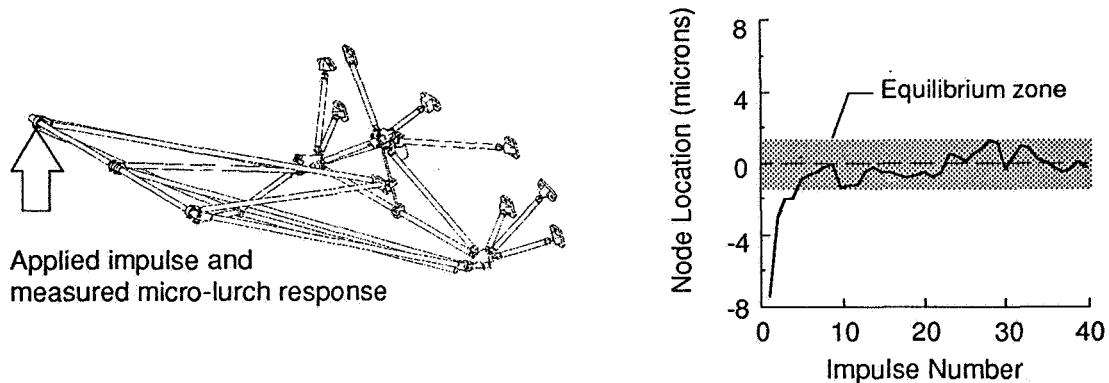 Applied impulse and
measured micro-lurch response
Node Location (microns)
8
4
0
-4
-8
Equilibrium zone
0
10
20
30
40
Impulse Number